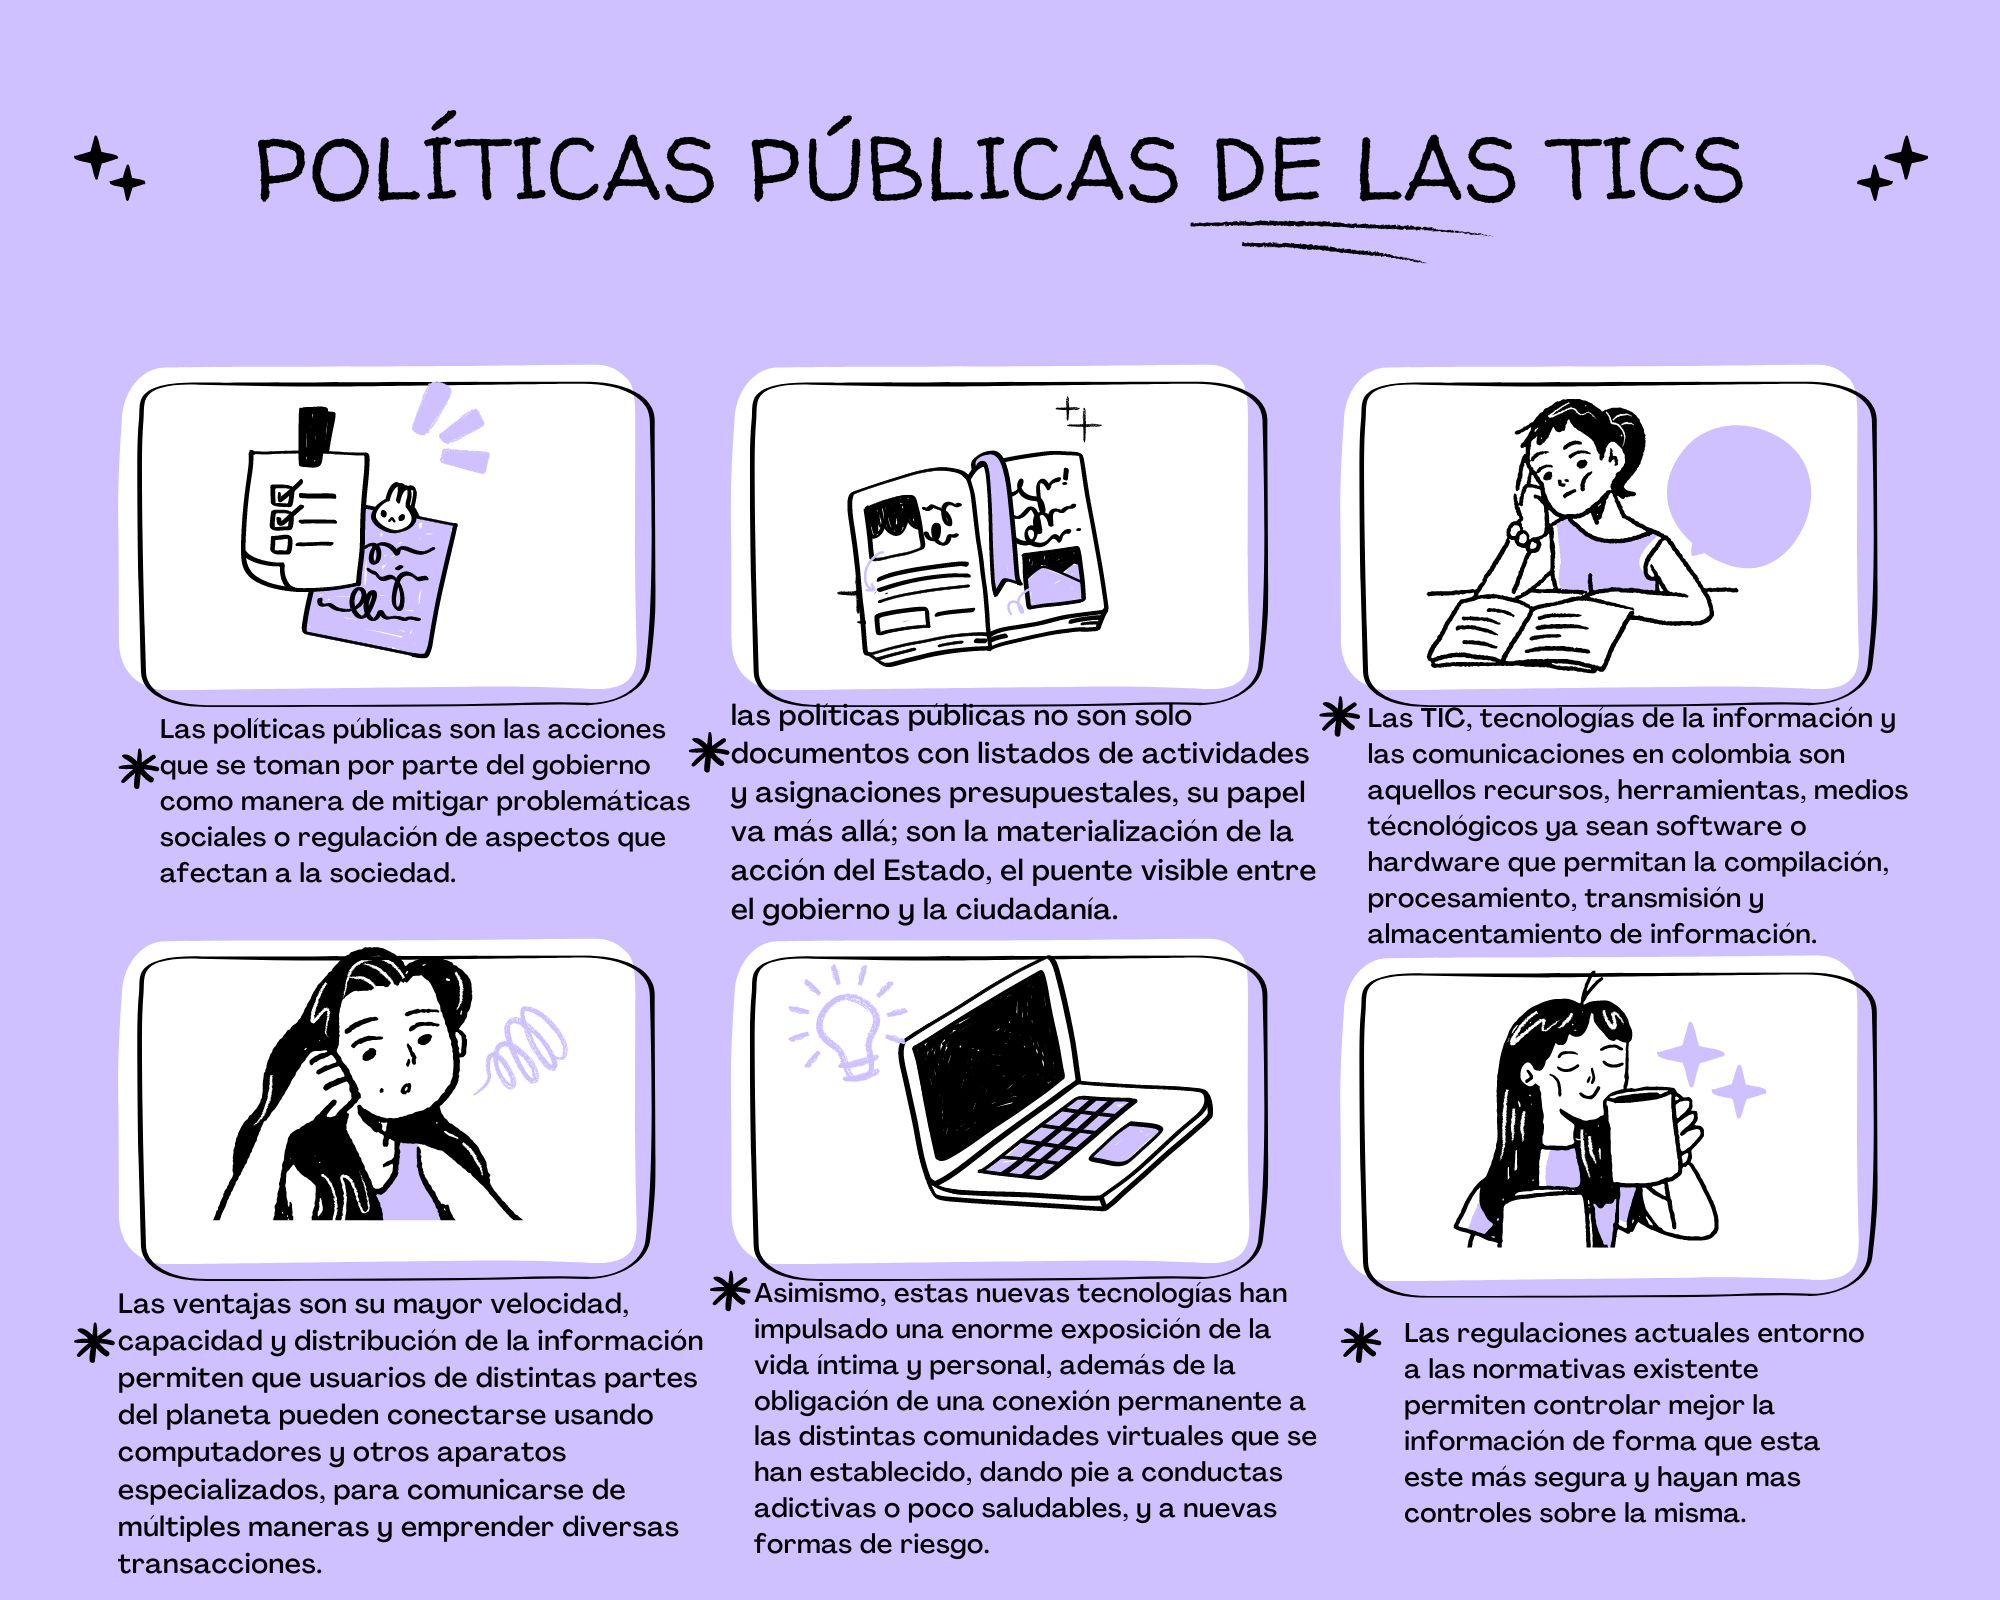 POLÍTICAS PÚBLICAS DE LAS TICS
Las políticas públicas son las acciones
que se toman por parte del gobierno
como manera de mitigar problemáticas
sociales o regulación de aspectos que
afectan a la sociedad.
las políticas públicas no son solo
documentos con listados de actividades
y asignaciones presupuestales, su papel
va más allá; son la materialización de la
acción del Estado, el puente visible entre
el gobierno y la ciudadanía.
Las TIC, tecnologías de la información y
las comunicaciones en colombia son
aquellos recursos, herramientas, medios
técnológicos ya sean software o
hardware que permitan la compilación,
procesamiento, transmisión y
almacentamiento de información.
Las ventajas son su mayor velocidad,
capacidad y distribución de la información
permiten que usuarios de distintas partes
del planeta pueden conectarse usando
computadores y otros aparatos
especializados, para comunicarse de
múltiples maneras y emprender diversas
transacciones.
Asimismo, estas nuevas tecnologías han
impulsado una enorme exposición de la
vida íntima y personal, además de la
obligación de una conexión permanente a
las distintas comunidades virtuales que se
han establecido, dando pie a conductas
adictivas o poco saludables, y a nuevas
formas de riesgo.
Las regulaciones actuales entorno
a las normativas existente
permiten controlar mejor la
información de forma que esta
este más segura y hayan mas
controles sobre la misma.